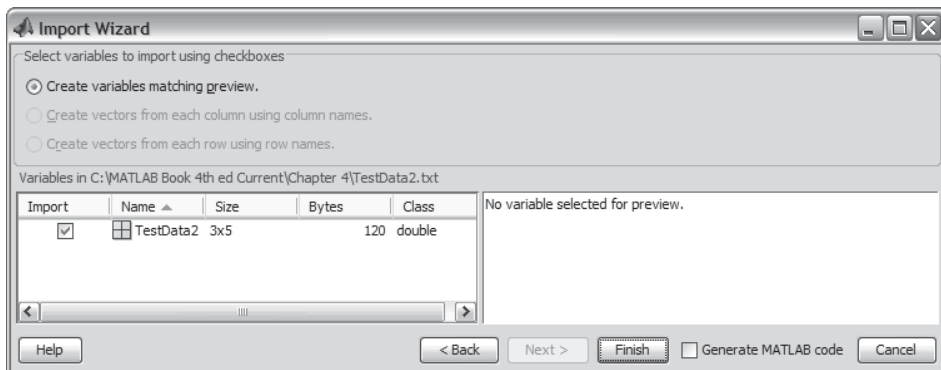 Import Wizard
Select variables to import using checkboxes
Create variables matching preview.
Create vectors from each column using column names.
Create vectors from each row using row names.
Variables in C:\MATLAB Book 4th ed Current\Chapter 4\TestData2.txt
Import Name Size Bytes Class
TestData2 3x5 120 double
No variable selected for preview.
Help < Back Next > Finish Generate MATLAB code Cancel